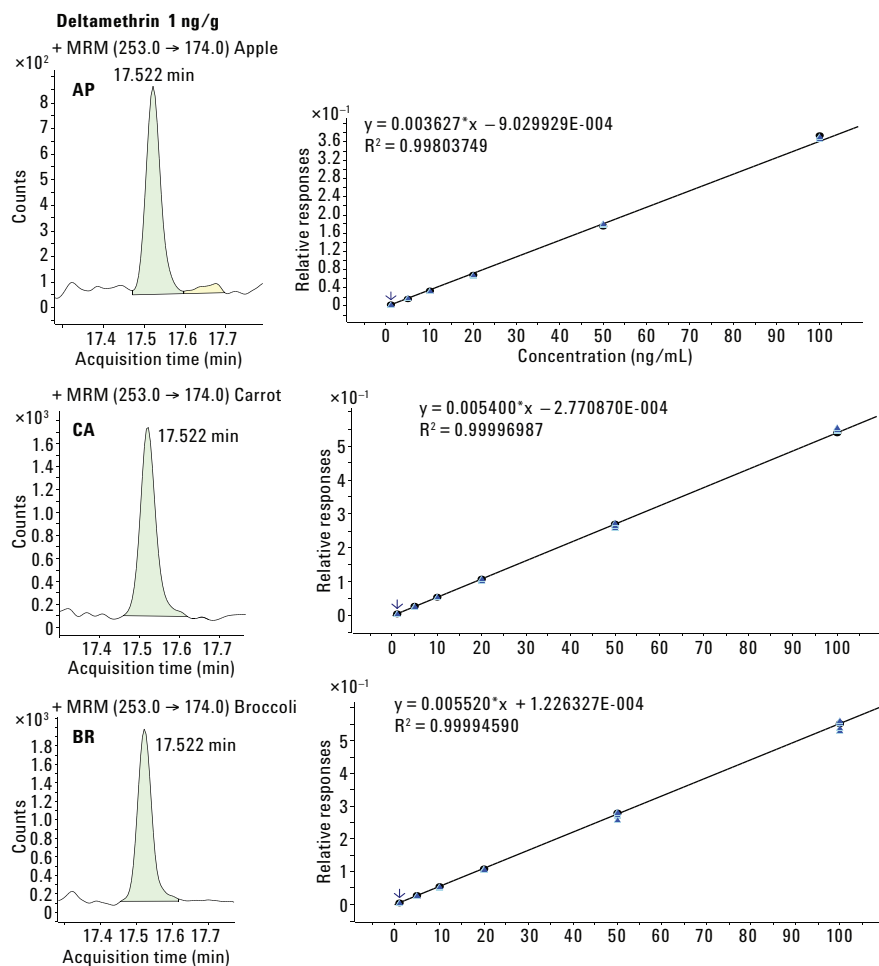 Deltamethrin 1 ng/g
+ MRM (253.0 → 174.0) Apple
×10²
AP
17.522 min
8
7
6
5
4
3
2
1
0
Counts
17.4 17.5 17.6 17.7
Acquisition time (min)
×10⁻¹
y = 0.003627*x − 9.029929E-004
R² = 0.99803749
3.6
3.2
2.8
2.4
2.0
1.6
1.2
0.8
0.4
0
Relative responses
0 10 20 30 40 50 60 70 80 90 100
Concentration (ng/mL)
+ MRM (253.0 → 174.0) Carrot
×10³
CA
17.522 min
1.6
1.4
1.2
1.0
0.8
0.6
0.4
0.2
0
Counts
17.4 17.5 17.6 17.7
Acquisition time (min)
×10⁻¹
y = 0.005400*x − 2.770870E-004
R² = 0.99996987
5
4
3
2
1
0
Relative responses
0 10 20 30 40 50 60 70 80 90 100
+ MRM (253.0 → 174.0) Broccoli
×10³
BR
17.522 min
1.8
1.6
1.4
1.2
1.0
0.8
0.6
0.4
0.2
0
Counts
17.4 17.5 17.6 17.7
Acquisition time (min)
×10⁻¹
y = 0.005520*x + 1.226327E-004
R² = 0.99994590
5
4
3
2
1
0
Relative responses
0 10 20 30 40 50 60 70 80 90 100